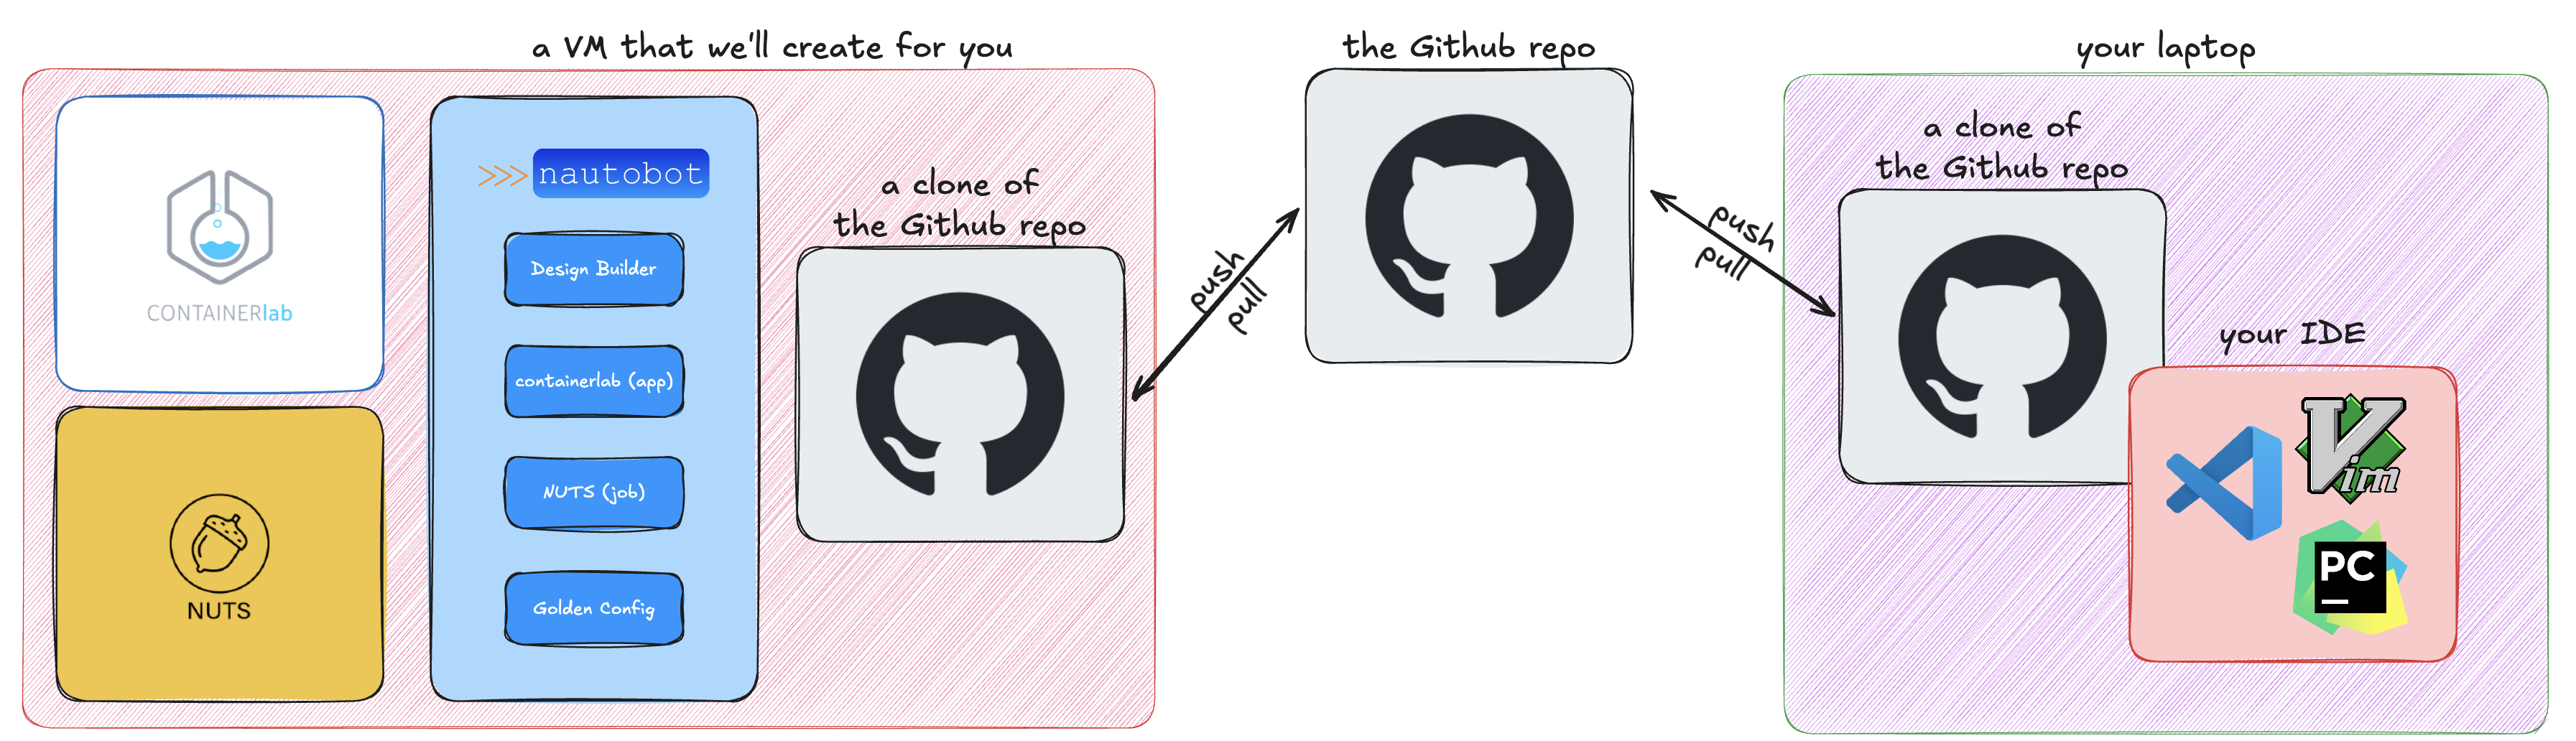 a VM that we'll create for you
CONTAINERlab
NUTS
>>> nautobot
Design Builder
containerlab (app)
NUTS (job)
Golden Config
a clone of
the Github repo
push
pull
the Github repo
push
pull
your laptop
a clone of
the Github repo
your IDE
Vim
PC